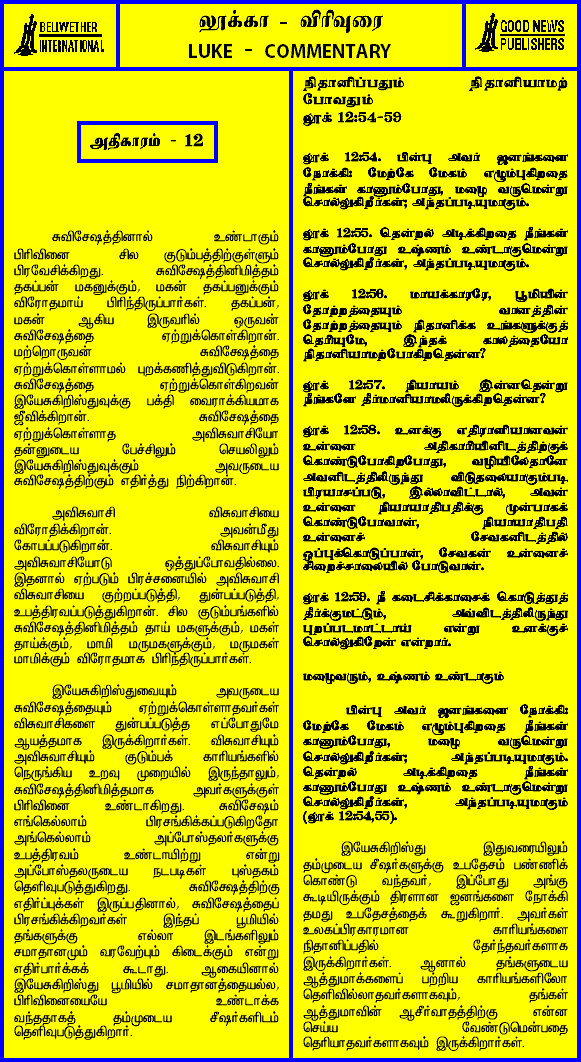 BELLWETHER
INTERNATIONAL
லூக்கா - விரிவுரை
LUKE - COMMENTARY
GOOD NEWS
PUBLISHERS
அதிகாரம் - 12
சுவிசேஷத்தினால் உண்டாகும்
பிரிவினை சில குடும்பத்திற்குள்ளும்
பிரவேசிக்கிறது. சுவிசேஷத்தினிமித்தம்
தகப்பன் மகனுக்கும், மகன் தகப்பனுக்கும்
விரோதமாய் பிரிந்திருப்பார்கள். தகப்பன்,
மகன் ஆகிய இருவரில் ஒருவன்
சுவிசேஷத்தை ஏற்றுக்கொள்கிறான்.
மற்றொருவன் சுவிசேஷத்தை
ஏற்றுக்கொள்ளாமல் புறக்கணித்துவிடுகிறான்.
சுவிசேஷத்தை ஏற்றுக்கொள்கிறவன்
இயேசுகிறிஸ்துவுக்கு பக்தி வைராக்கியமாக
ஜீவிக்கிறான். சுவிசேஷத்தை
ஏற்றுக்கொள்ளாத அவிசுவாசியோ
தன்னுடைய பேச்சிலும் செயலிலும்
இயேசுகிறிஸ்துவுக்கும் அவருடைய
சுவிசேஷத்திற்கும் எதிர்த்து நிற்கிறான்.
அவிசுவாசி விசுவாசியை
விரோதிக்கிறான். அவன்மீது
கோபப்படுகிறான். விசுவாசியும்
அவிசுவாசியோடு ஒத்துப்போவதில்லை.
இதனால் ஏற்படும் பிரச்சனையில் அவிசுவாசி
விசுவாசியை குற்றப்படுத்தி, துன்பப்படுத்தி,
உபத்திரவப்படுத்துகிறான். சில குடும்பங்களில்
சுவிசேஷத்தினிமித்தம் தாய் மகளுக்கும், மகள்
தாய்க்கும், மாமி மருமகளுக்கும், மருமகள்
மாமிக்கும் விரோதமாக பிரிந்திருப்பார்கள்.
இயேசுகிறிஸ்துவையும் அவருடைய
சுவிசேஷத்தையும் ஏற்றுக்கொள்ளாதவர்கள்
விசுவாசிகளை துன்பப்படுத்த எப்போதுமே
ஆயத்தமாக இருக்கிறார்கள். விசுவாசியும்
அவிசுவாசியும் குடும்பக் காரியங்களில்
நெருங்கிய உறவு முறையில் இருந்தாலும்,
சுவிசேஷத்தினிமித்தமாக அவர்களுக்குள்
பிரிவினை உண்டாகிறது. சுவிசேஷம்
எங்கெல்லாம் பிரசங்கிக்கப்படுகிறதோ
அங்கெல்லாம் அப்போஸ்தலர்களுக்கு
உபத்திரவம் உண்டாயிற்று என்று
அப்போஸ்தலருடைய நடபடிகள் புஸ்தகம்
தெளிவுபடுத்துகிறது. சுவிசேஷத்திற்கு
எதிர்ப்புக்கள் இருப்பதினால், சுவிசேஷத்தைப்
பிரசங்கிக்கிறவர்கள் இந்தப் பூமியில்
தங்களுக்கு எல்லா இடங்களிலும்
சமாதானமும் வரவேற்பும் கிடைக்கும் என்று
எதிர்பார்க்கக் கூடாது. ஆகையினால்
இயேசுகிறிஸ்து பூமியில் சமாதானத்தையல்ல,
பிரிவினையையே உண்டாக்க
வந்ததாகத் தம்முடைய சீஷர்களிடம்
தெளிவுபடுத்துகிறார்.
நிதானிப்பதும் நிதானியாமற்
போவதும்
லூக் 12:54-59
லூக் 12:54. பின்பு அவர் ஜனங்களை
நோக்கி: மேற்கே மேகம் எழும்புகிறதை
நீங்கள் காணும்போது, மழை வருமென்று
சொல்லுகிறீர்கள்; அந்தப்படியுமாகும்.
லூக் 12:55. தென்றல் அடிக்கிறதை நீங்கள்
காணும்போது உஷ்ணம் உண்டாகுமென்று
சொல்லுகிறீர்கள், அந்தப்படியுமாகும்.
லூக் 12:56. மாயக்காரரே, பூமியின்
தோற்றத்தையும் வானத்தின்
தோற்றத்தையும் நிதானிக்க உங்களுக்குத்
தெரியுமே, இந்தக் காலத்தையோ
நிதானியாமற்போகிறதென்ன?
லூக் 12:57. நியாயம் இன்னதென்று
நீங்களே தீர்மானியாமலிருக்கிறதென்ன?
லூக் 12:58. உனக்கு எதிராளியானவன்
உன்னை அதிகாரியினிடத்திற்குக்
கொண்டுபோகிறபோது, வழியிலேதானே
அவனிடத்திலிருந்து விடுதலையாகும்படி
பிரயாசப்படு, இல்லாவிட்டால், அவன்
உன்னை நியாயாதிபதிக்கு முன்பாகக்
கொண்டுபோவான், நியாயாதிபதி
உன்னைச் சேவகனிடத்தில்
ஒப்புக்கொடுப்பான், சேவகன் உன்னைச்
சிறைச்சாலையில் போடுவான்.
லூக் 12:59. நீ கடைசிக்காசைக் கொடுத்துத்
தீர்க்குமட்டும், அவ்விடத்திலிருந்து
புறப்படமாட்டாய் என்று உனக்குச்
சொல்லுகிறேன் என்றார்.
மழைவரும், உஷ்ணம் உண்டாகும்
பின்பு அவர் ஜனங்களை நோக்கி:
மேற்கே மேகம் எழும்புகிறதை நீங்கள்
காணும்போது, மழை வருமென்று
சொல்லுகிறீர்கள்; அந்தப்படியுமாகும்.
தென்றல் அடிக்கிறதை நீங்கள்
காணும்போது உஷ்ணம் உண்டாகுமென்று
சொல்லுகிறீர்கள், அந்தப்படியுமாகும்
(லூக் 12:54,55).
இயேசுகிறிஸ்து இதுவரையிலும்
தம்முடைய சீஷர்களுக்கு உபதேசம் பண்ணிக்
கொண்டு வந்தவர், இப்போது அங்கு
கூடியிருக்கும் திரளான ஜனங்களை நோக்கி
தமது உபதேசத்தைக் கூறுகிறார். அவர்கள்
உலகப்பிரகாரமான காரியங்களை
நிதானிப்பதில் தேர்ந்தவர்களாக
இருக்கிறார்கள். ஆனால் தங்களுடைய
ஆத்துமாக்களைப் பற்றிய காரியங்களிலோ
தெளிவில்லாதவர்களாகவும், தங்கள்
ஆத்துமாவின் ஆசீர்வாதத்திற்கு என்ன
செய்ய வேண்டுமென்பதை
தெரியாதவர்களாகவும் இருக்கிறார்கள்.